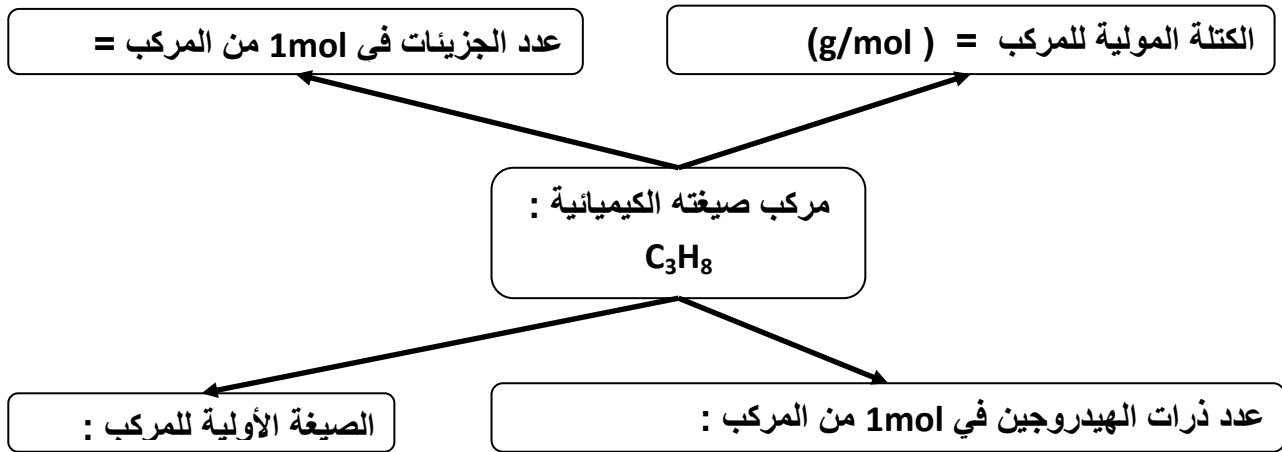 الكتلة المولية للمركب = ( g/mol)
عدد الجزيئات في 1mol من المركب =
مركب صيغته الكيميائية :
C₃H₈
عدد ذرات الهيدروجين في 1mol من المركب :
الصيغة الأولية للمركب :